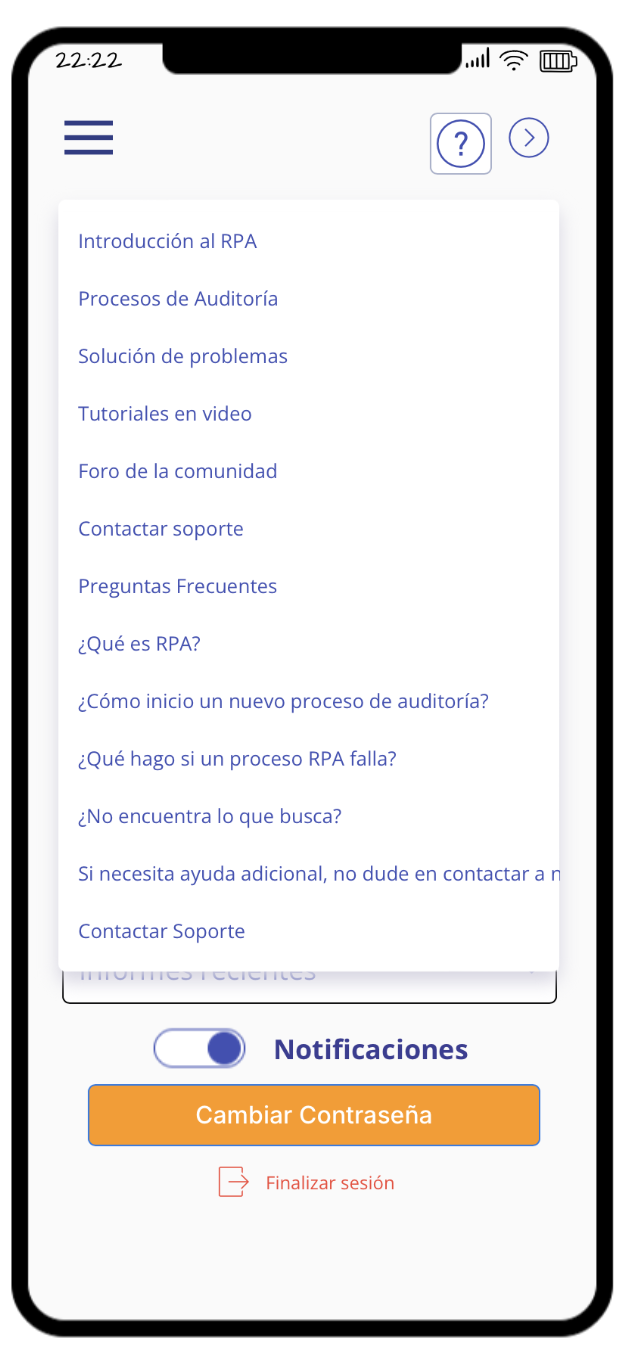 22:22
?
Introducción al RPA
Procesos de Auditoría
Solución de problemas
Tutoriales en video
Foro de la comunidad
Contactar soporte
Preguntas Frecuentes
¿Qué es RPA?
¿Cómo inicio un nuevo proceso de auditoría?
¿Qué hago si un proceso RPA falla?
¿No encuentra lo que busca?
Si necesita ayuda adicional, no dude en contactar a
Contactar Soporte
Informes recientes
Notificaciones
Cambiar Contraseña
Finalizar sesión